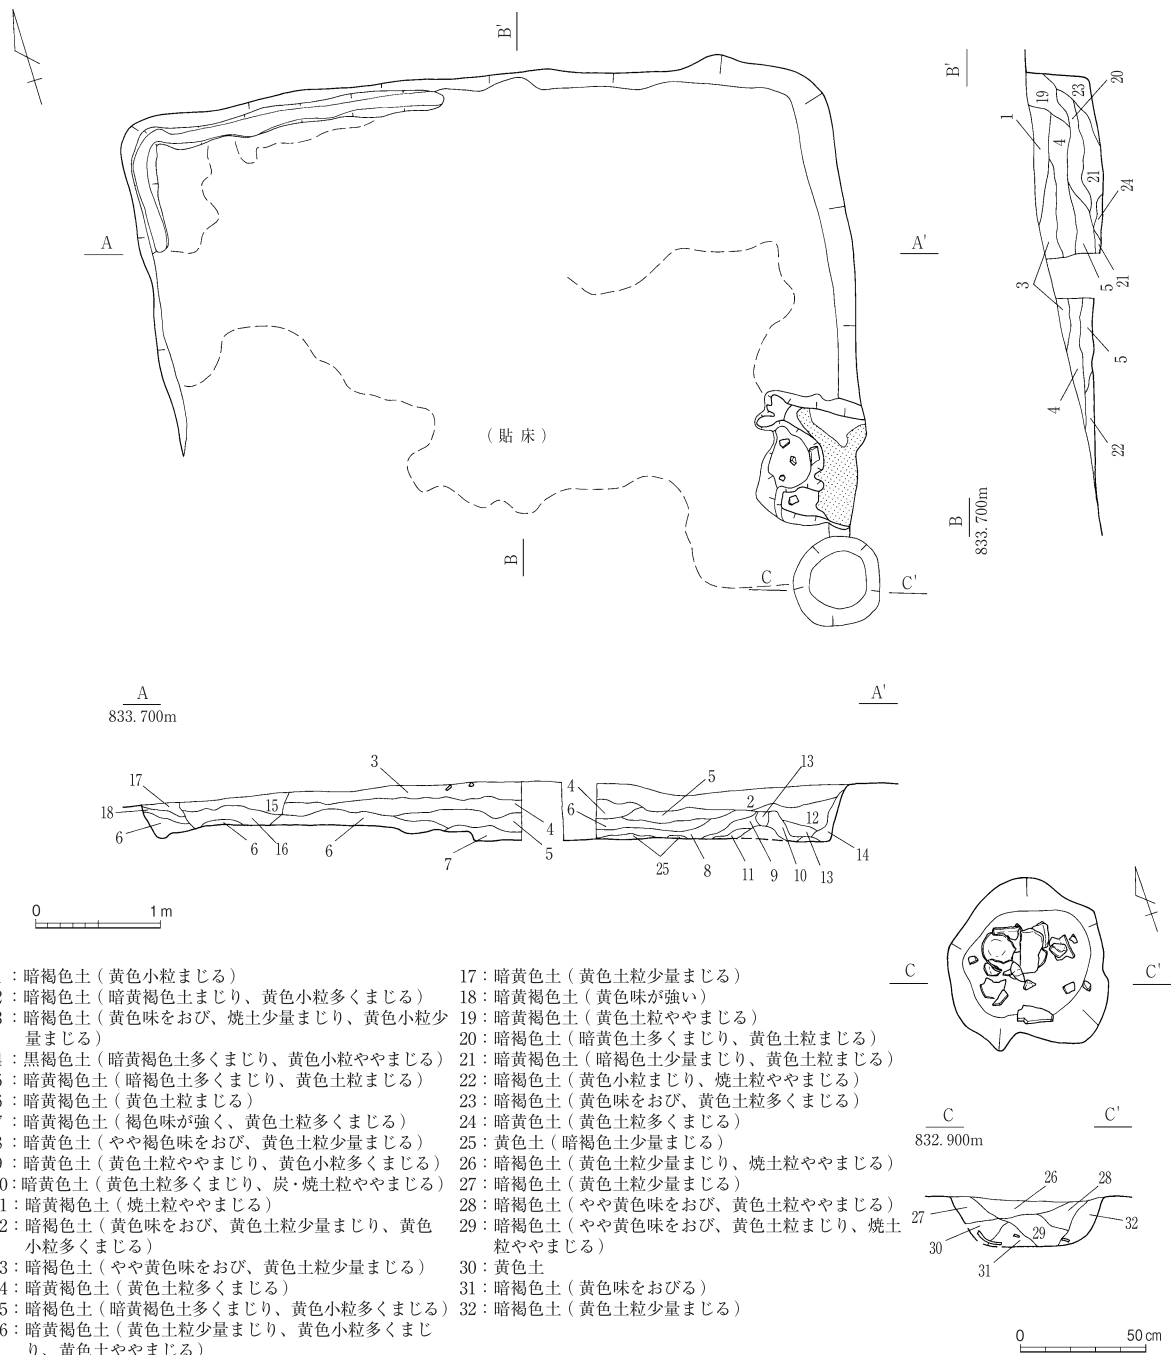 B'
B'
20
23
19
1
4
21
24
A
A'
3
5
21
5
4
22
(貼床)
B
833.700m
B
C
C'
A
833.700m
A'
3
17
15
18
6
6
16
6
7
4
5
4
6
5
2
13
12
25
8
11
9
10
13
14
0
1m
C
C'
:暗褐色土(黄色小粒まじる)
:暗褐色土(暗黄褐色土まじり、黄色小粒多くまじる)
:暗褐色土(黄色味をおび、焼土少量まじり、黄色小粒少
量まじる)
:黒褐色土(暗黄褐色土多くまじり、黄色小粒ややまじる)
:暗黄褐色土(暗褐色土多くまじり、黄色土粒まじる)
:暗黄褐色土(黄色土粒まじる)
:暗黄褐色土(褐色味が強く、黄色土粒多くまじる)
:暗黄色土(やや褐色味をおび、黄色土粒少量まじる)
:暗黄色土(黄色土粒ややまじり、黄色小粒多くまじる)
0:暗黄色土(黄色土粒多くまじり、炭・焼土粒ややまじる)
1:暗黄褐色土(焼土粒ややまじる)
2:暗褐色土(黄色味をおび、黄色土粒少量まじり、黄色
小粒多くまじる)
3:暗褐色土(やや黄色味をおび、黄色土粒少量まじる)
4:暗黄褐色土(黄色土粒多くまじる)
5:暗褐色土(暗黄褐色土多くまじり、黄色小粒多くまじる)
6:暗黄褐色土(黄色土粒少量まじり、黄色小粒多くまじ
り、黄色土ややまじる)
17:暗黄色土(黄色土粒少量まじる)
18:暗黄褐色土(黄色味が強い)
19:暗黄褐色土(黄色土粒ややまじる)
20:暗褐色土(暗黄色土多くまじり、黄色土粒まじる)
21:暗黄褐色土(暗褐色土少量まじり、黄色土粒まじる)
22:暗褐色土(黄色小粒まじり、焼土粒ややまじる)
23:暗褐色土(黄色味をおび、黄色土粒多くまじる)
24:暗黄色土(黄色土粒多くまじる)
25:黄色土(暗褐色土少量まじる)
26:暗褐色土(黄色土粒少量まじり、焼土粒ややまじる)
27:暗褐色土(黄色土粒少量まじる)
28:暗褐色土(やや黄色味をおび、黄色土粒ややまじる)
29:暗褐色土(やや黄色味をおび、黄色土粒まじり、焼土
粒ややまじる)
30:黄色土
31:暗褐色土(黄色味をおびる)
32:暗褐色土(黄色土粒少量まじる)
C
832.900m
C'
26
28
27
32
29
30
31
0
50cm